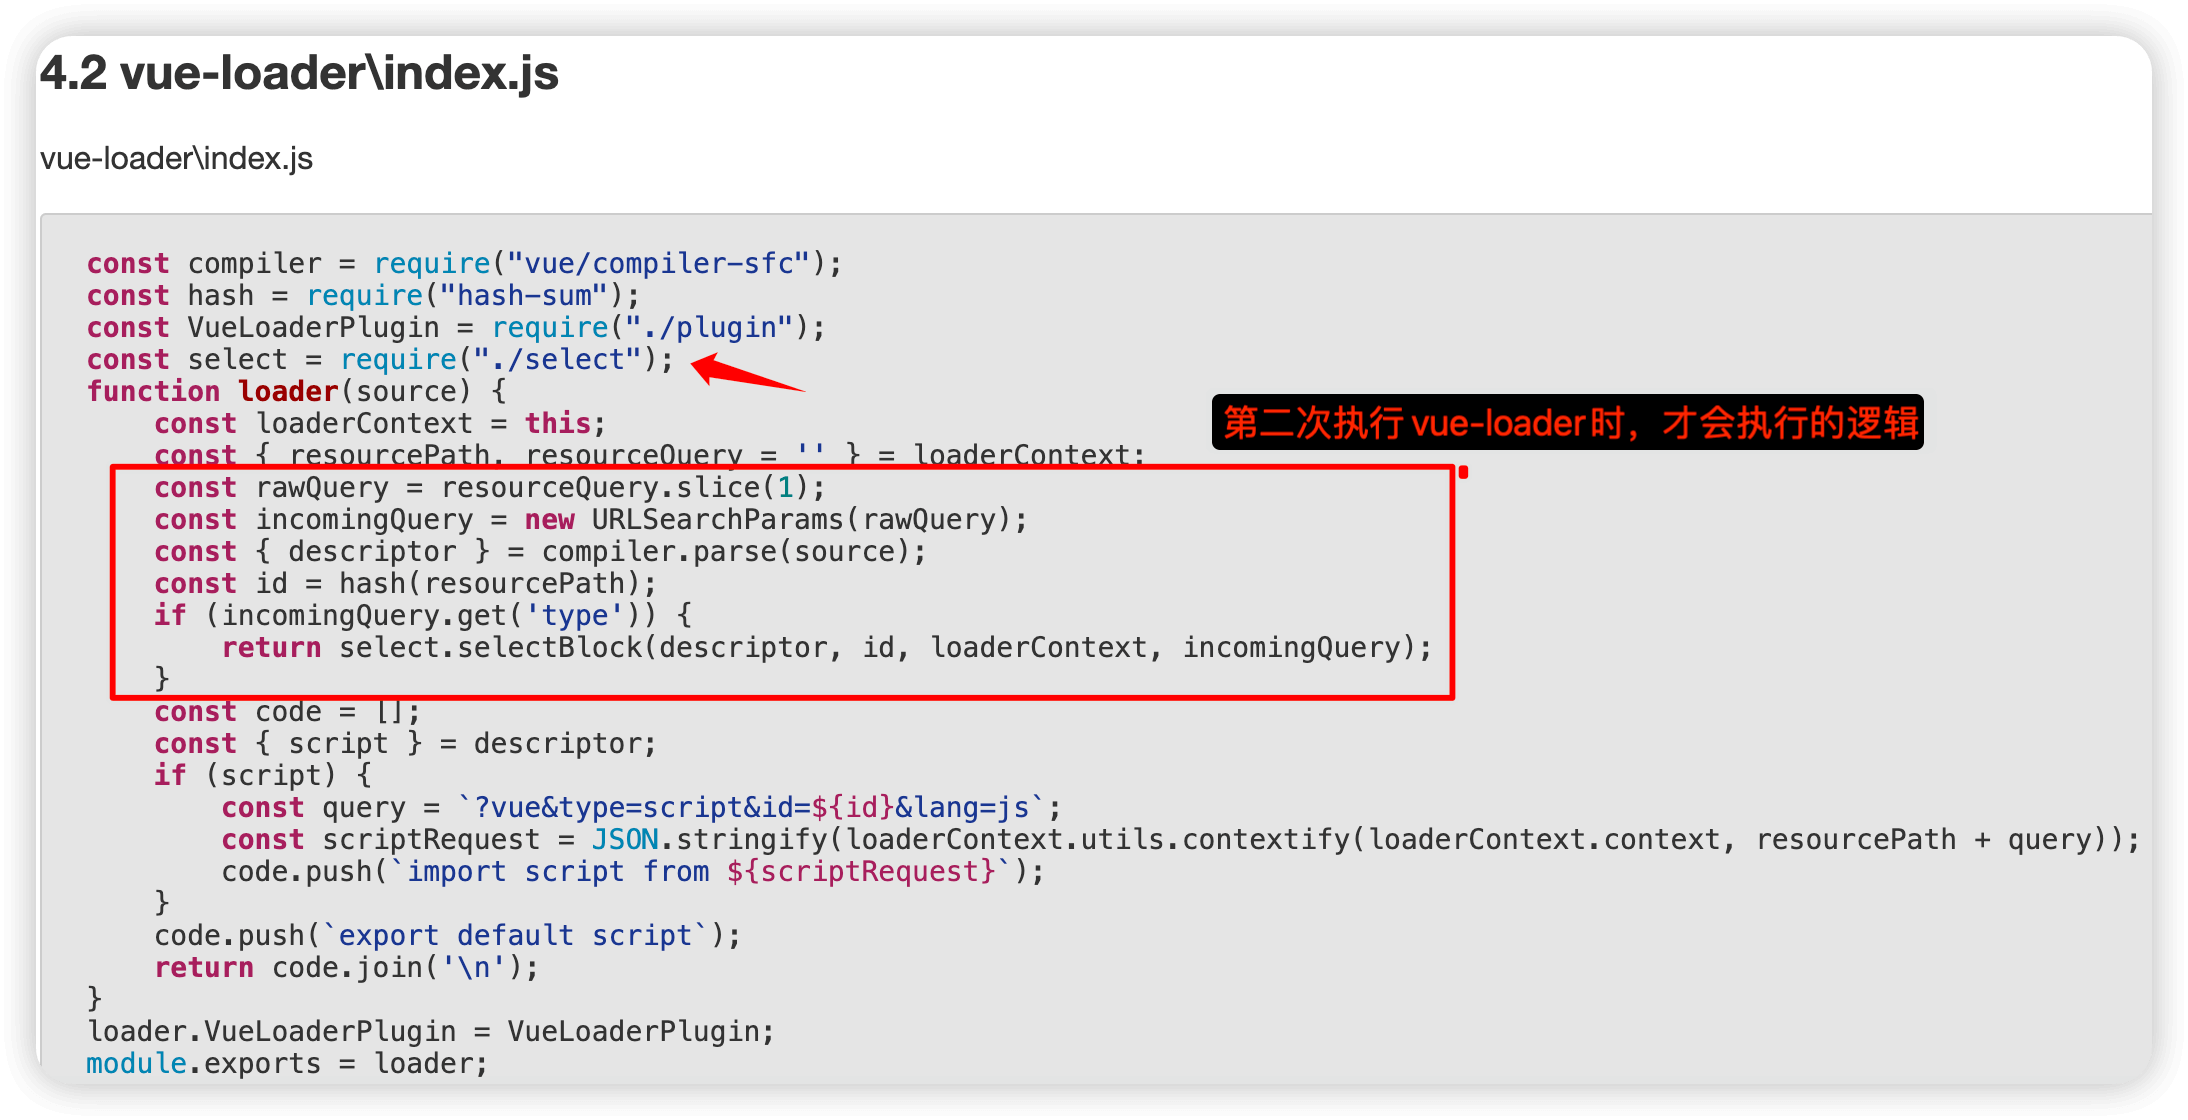 4.2 vue-loader\index.js
vue-loader\index.js
const compiler = require("vue/compiler-sfc");
const hash = require("hash-sum");
const VueLoaderPlugin = require("./plugin");
const select = require("./select");
function loader(source) {
const loaderContext = this;
第二次执行 vue-loader 时，才会执行的逻辑
const { resourcePath, resourceQuery = '' } = loaderContext;
const rawQuery = resourceQuery.slice(1);
const incomingQuery = new URLSearchParams(rawQuery);
const { descriptor } = compiler.parse(source);
const id = hash(resourcePath);
if (incomingQuery.get('type')) {
return select.selectBlock(descriptor, id, loaderContext, incomingQuery);
}
const code = [];
const { script } = descriptor;
if (script) {
const query = `?vue&type=script&id=${id}&lang=js`;
const scriptRequest = JSON.stringify(loaderContext.utils.contextify(loaderContext.context, resourcePath + query));
code.push(`import script from ${scriptRequest}`);
}
code.push(`export default script`);
return code.join('\n');
}
loader.VueLoaderPlugin = VueLoaderPlugin;
module.exports = loader;